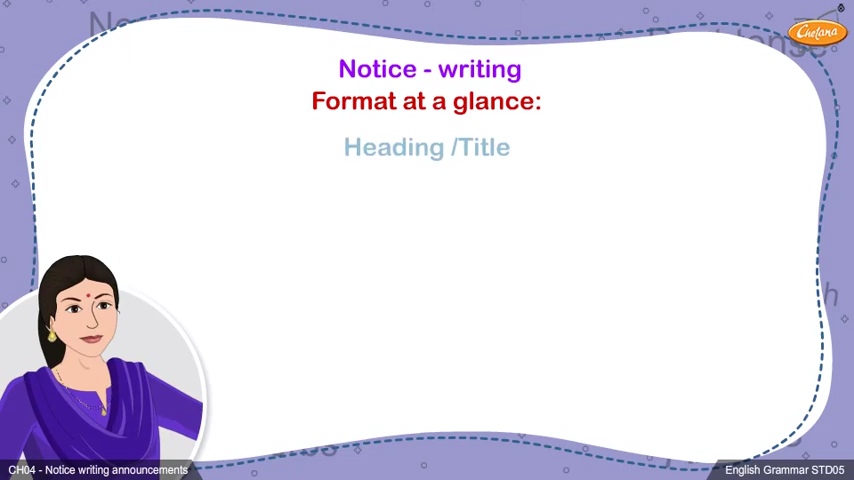 Chetana
Notice - writing
Format at a glance:
Heading /Title
CH04 - Notice writing announcements
English Grammar STD05